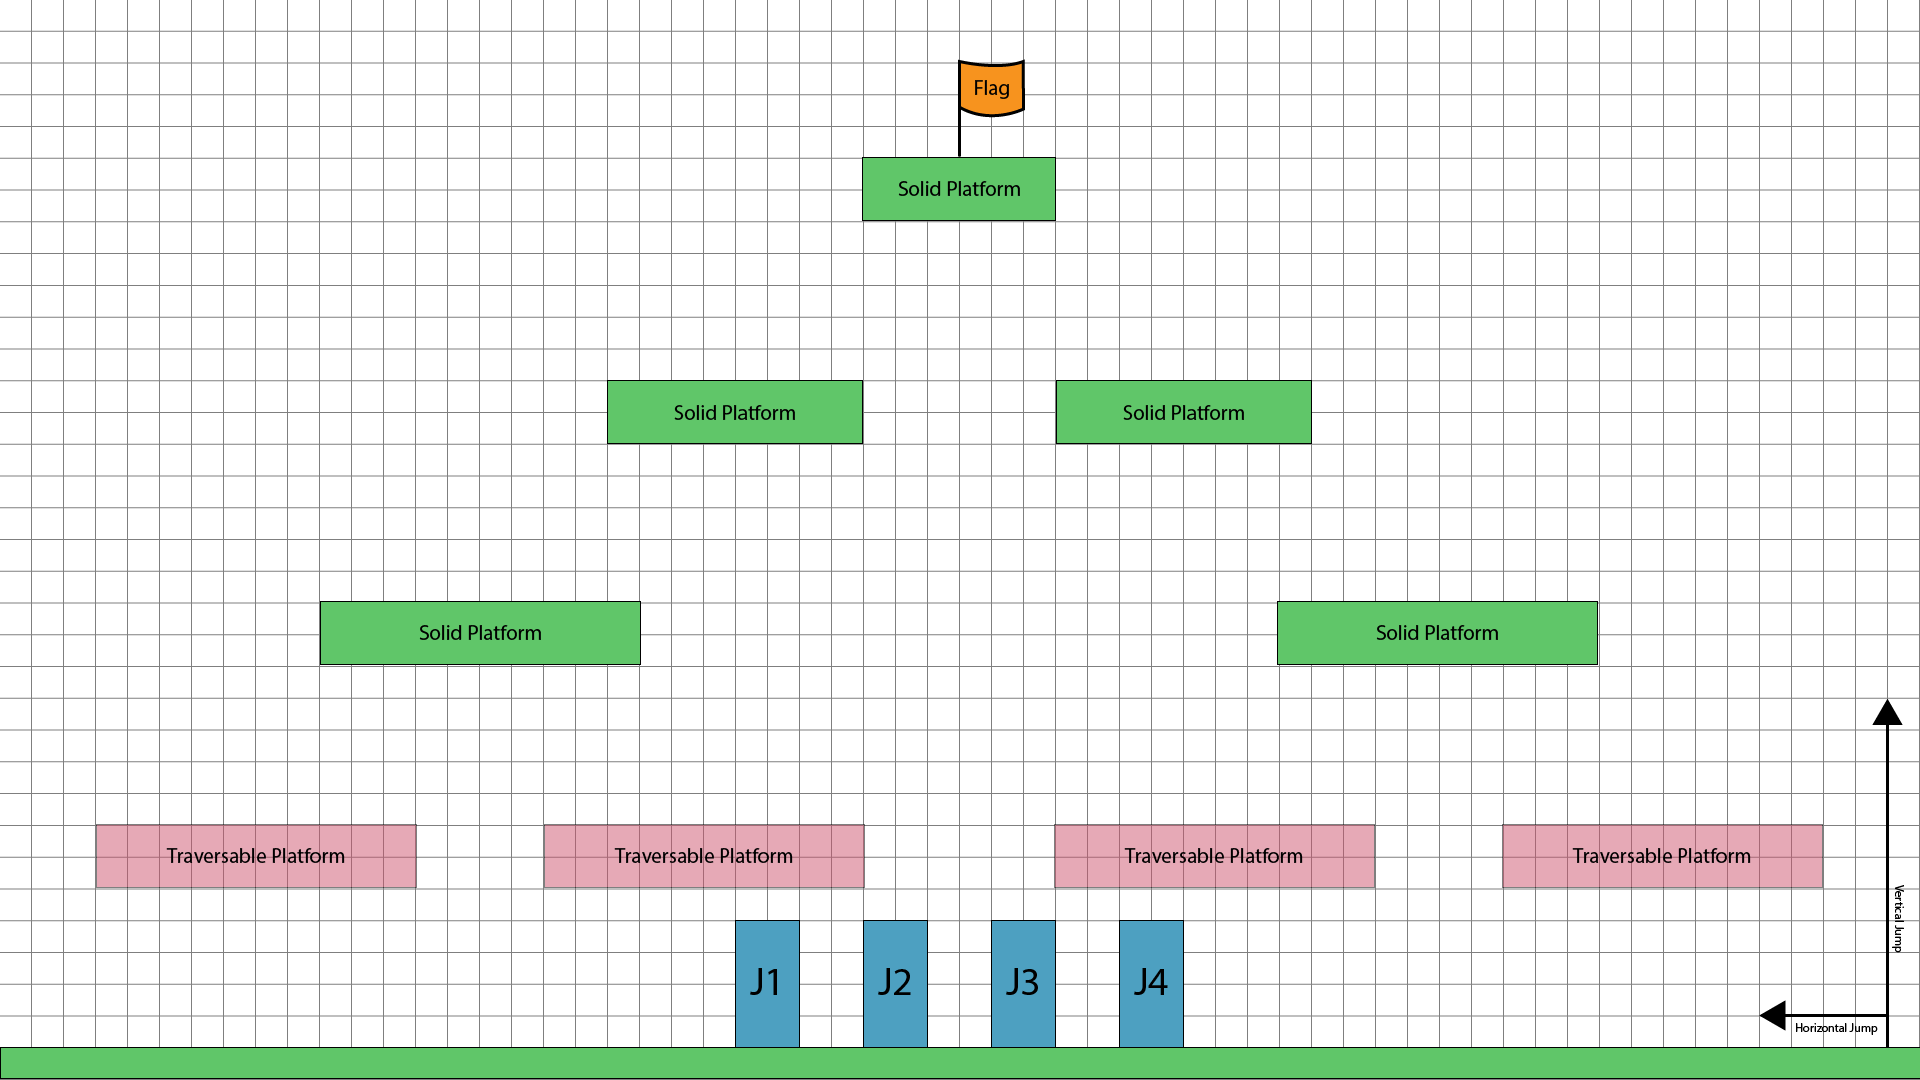 Flag
Solid Platform
Solid Platform
Solid Platform
Solid Platform
Solid Platform
Traversable Platform
Traversable Platform
Traversable Platform
Traversable Platform
Vertical Jump
J1
J2
J3
J4
Horizontal Jump